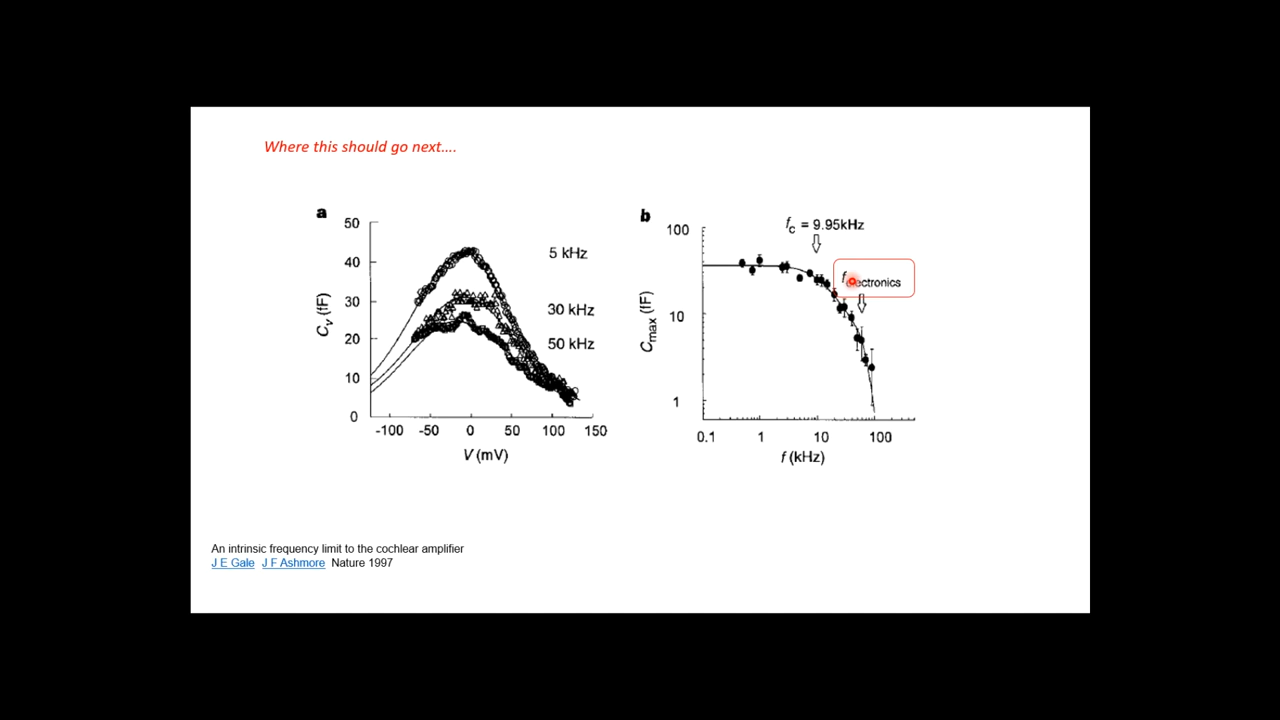 Where this should go next....
a
50
40
30
20
10
0
C_v (fF)
5 kHz
30 kHz
50 kHz
-100 -50 0 50 100 150
V (mV)
b
f_c = 9.95kHz
100
10
1
C_max (fF)
f ectronics
0.1 1 10 100
f (kHz)
An intrinsic frequency limit to the cochlear amplifier
J E Gale J F Ashmore Nature 1997